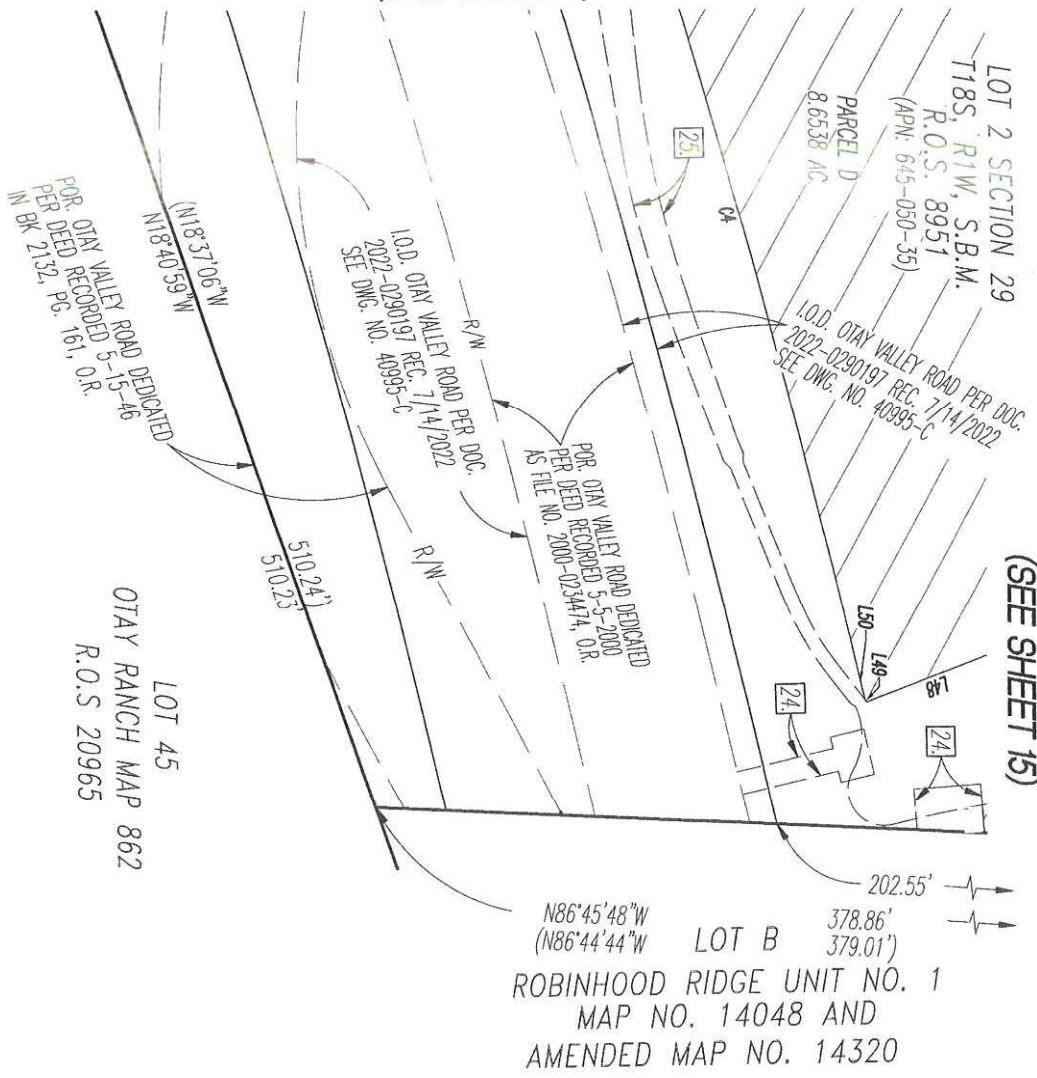 LOT 2 SECTION 29
T18S, R1W, S.B.M.
R.O.S. 8951
(APN: 645-050-35)
PARCEL D
8.6538 AC
25.
C4
I.O.D. OTAY VALLEY ROAD PER DOC.
2022-0290197 REC. 7/14/2022
SEE DWG. NO. 40995-C
(SEE SHEET 15)
L50
L49
L48
24.
24.
R/W
I.O.D. OTAY VALLEY ROAD PER DOC.
2022-0290197 REC. 7/14/2022
SEE DWG. NO. 40995-C
POR. OTAY VALLEY ROAD DEDICATED
PER DEED RECORDED 5-5-2000
AS FILE NO. 2000-0234474, O.R.
R/W
(N18°37'06"W
N18°40'59"W
510.24')
510.23'
POR. OTAY VALLEY ROAD DEDICATED
PER DEED RECORDED 5-15-46
IN BK 2132, PG. 161, O.R.
LOT 45
OTAY RANCH MAP 862
R.O.S 20965
202.55'
N86°45'48"W 378.86'
(N86°44'44"W 379.01')
LOT B
ROBINHOOD RIDGE UNIT NO. 1
MAP NO. 14048 AND
AMENDED MAP NO. 14320